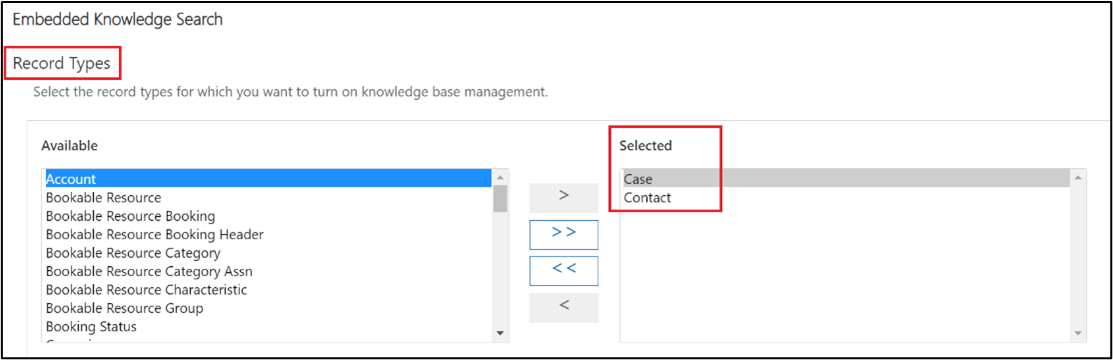 Embedded Knowledge Search
Record Types
Select the record types for which you want to turn on knowledge base management.
Available
Account
Bookable Resource
Bookable Resource Booking
Bookable Resource Booking Header
Bookable Resource Category
Bookable Resource Category Assn
Bookable Resource Characteristic
Bookable Resource Group
Booking Status
>
>>
<<
<
Selected
Case
Contact